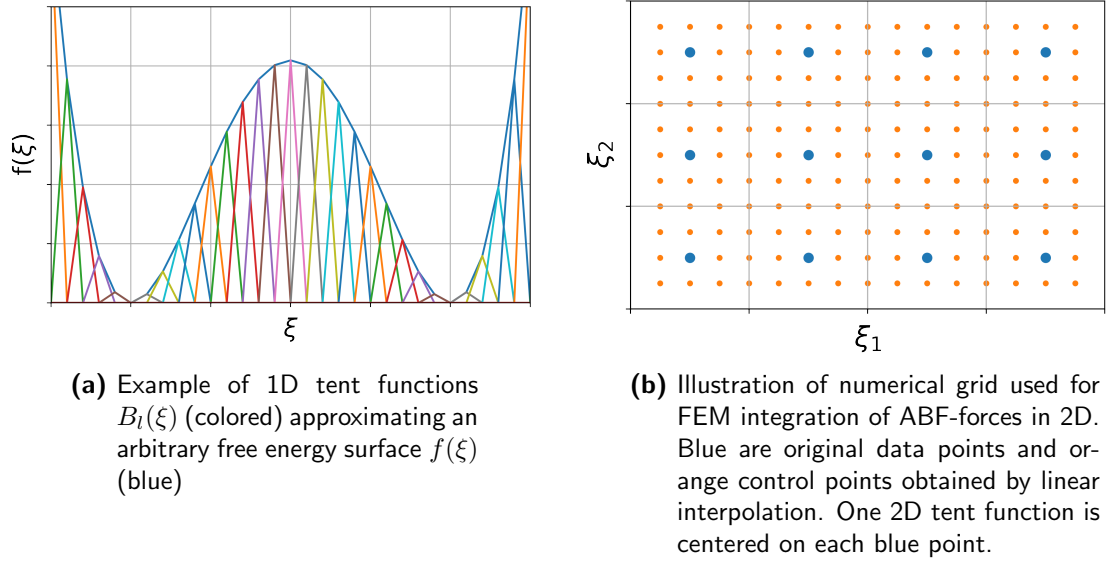 f(ξ)
ξ
(a) Example of 1D tent functions
B_l(ξ) (colored) approximating an
arbitrary free energy surface f(ξ)
(blue)
ξ₂
ξ₁
(b) Illustration of numerical grid used for
FEM integration of ABF-forces in 2D.
Blue are original data points and or-
ange control points obtained by linear
interpolation. One 2D tent function is
centered on each blue point.